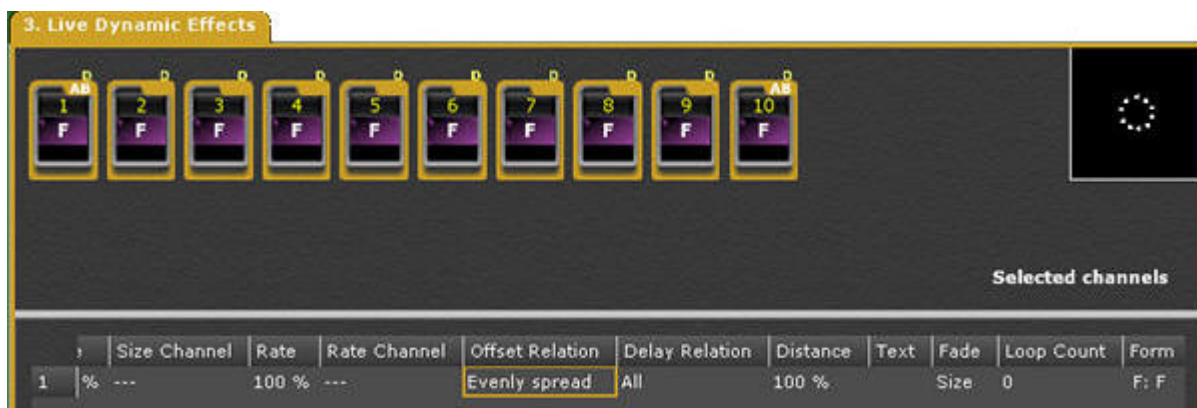 3. Live Dynamic Effects
D D D D D D D D D D
AB AB
1 2 3 4 5 6 7 8 9 10
F F F F F F F F F F
Selected channels
Size Channel Rate Rate Channel Offset Relation Delay Relation Distance Text Fade Loop Count Form
1 % --- 100 % --- Evenly spread All 100 % Size 0 F: F